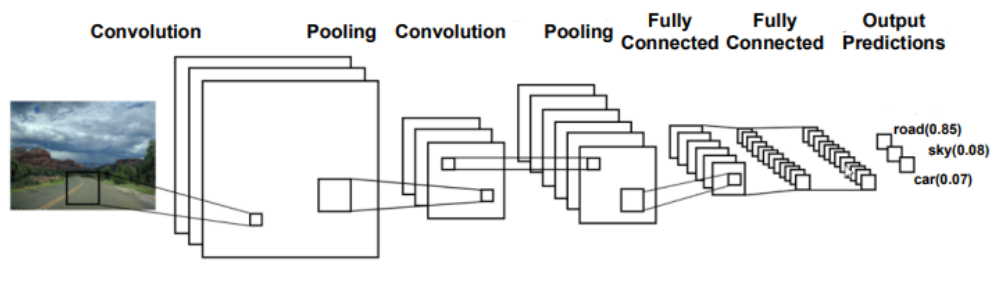 Convolution
Pooling
Convolution
Pooling
Fully
Connected
Fully
Connected
Output
Predictions
road(0.85)
sky(0.08)
car(0.07)